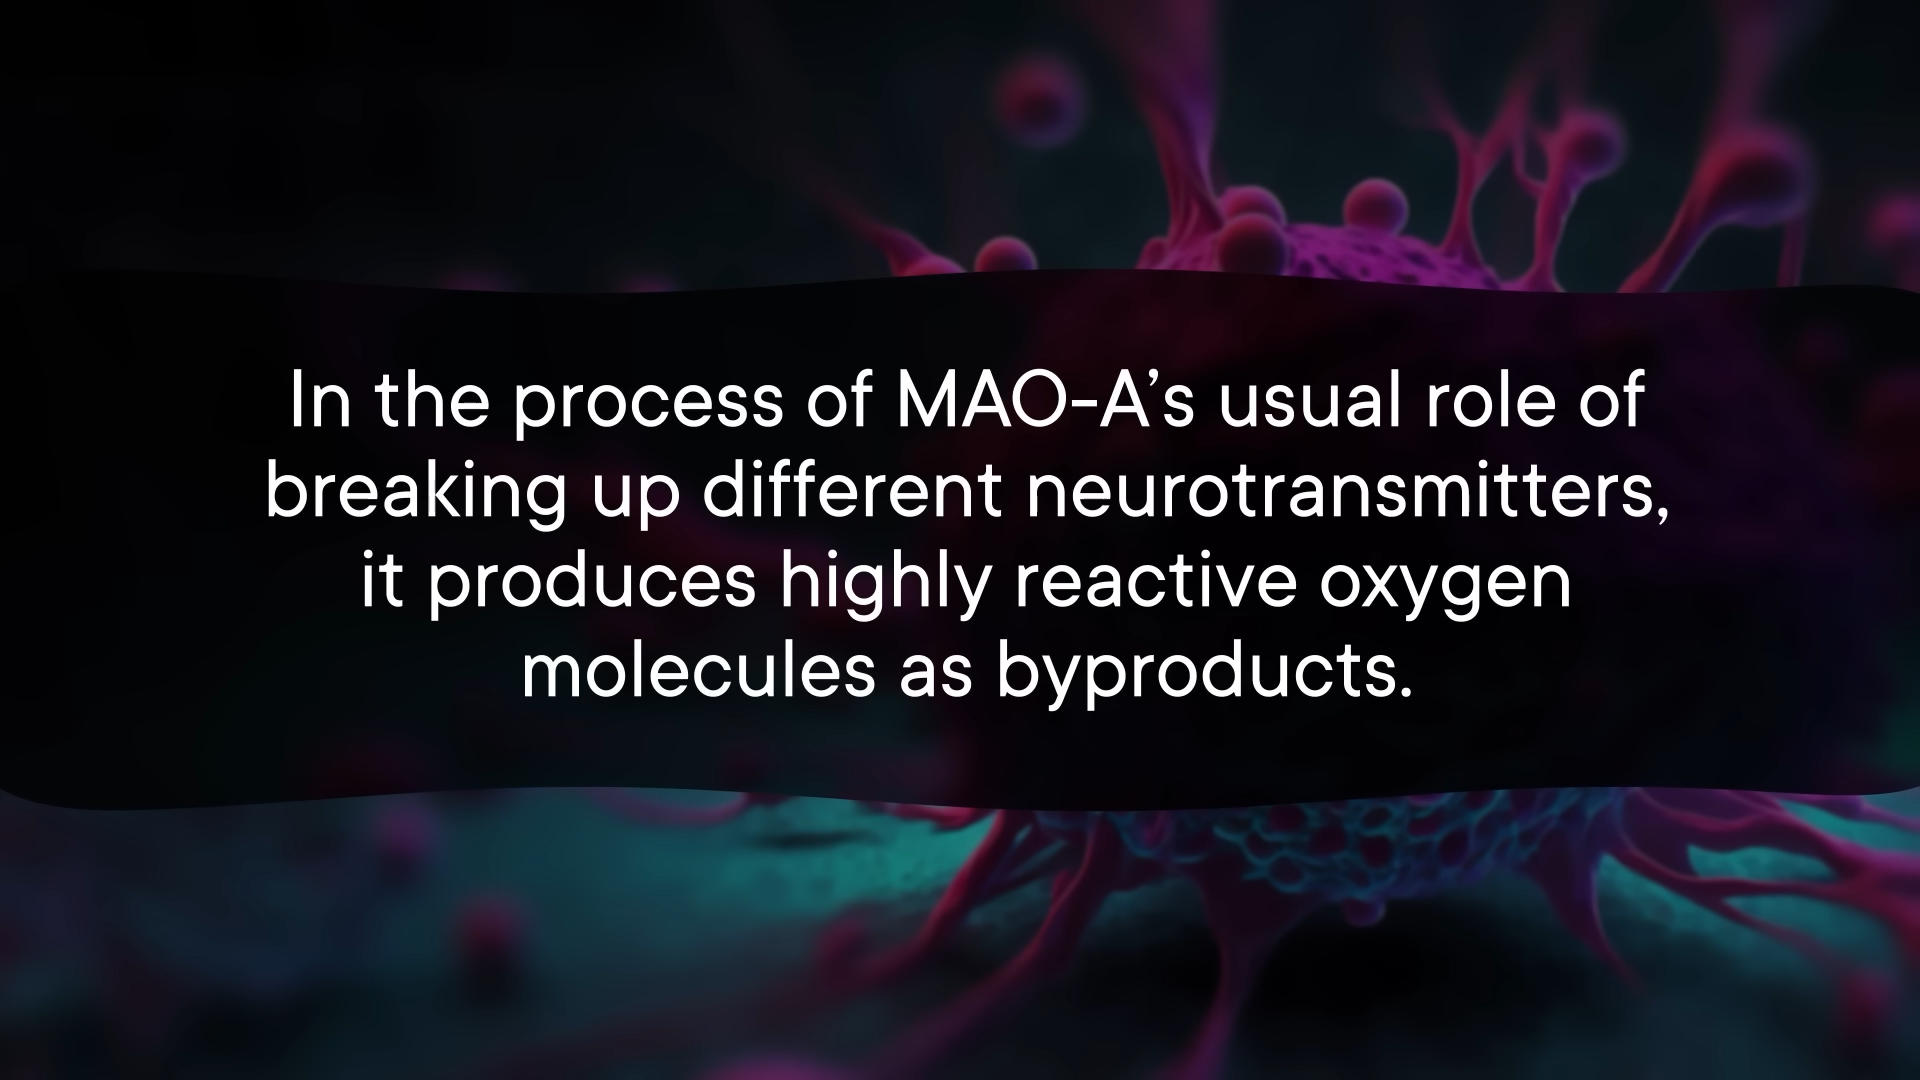 In the process of MAO-A’s usual role of
breaking up different neurotransmitters,
it produces highly reactive oxygen
molecules as byproducts.